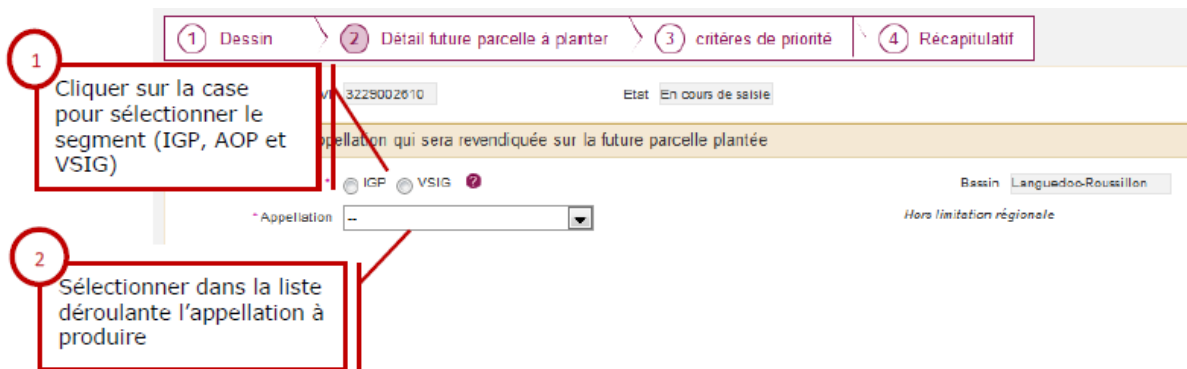 1 Dessin 2 Détail future parcelle à planter 3 critères de priorité 4 Récapitulatif
1
Cliquer sur la case
pour sélectionner le
segment (IGP, AOP et
VSIG)
3229002610 Etat En cours de saisie
ppellation qui sera revendiquée sur la future parcelle plantée
* IGP VSIG ? Bassin Languedoc-Roussillon
* Appellation -- Hors limitation régionale
2
Sélectionner dans la liste
déroulante l’appellation à
produire